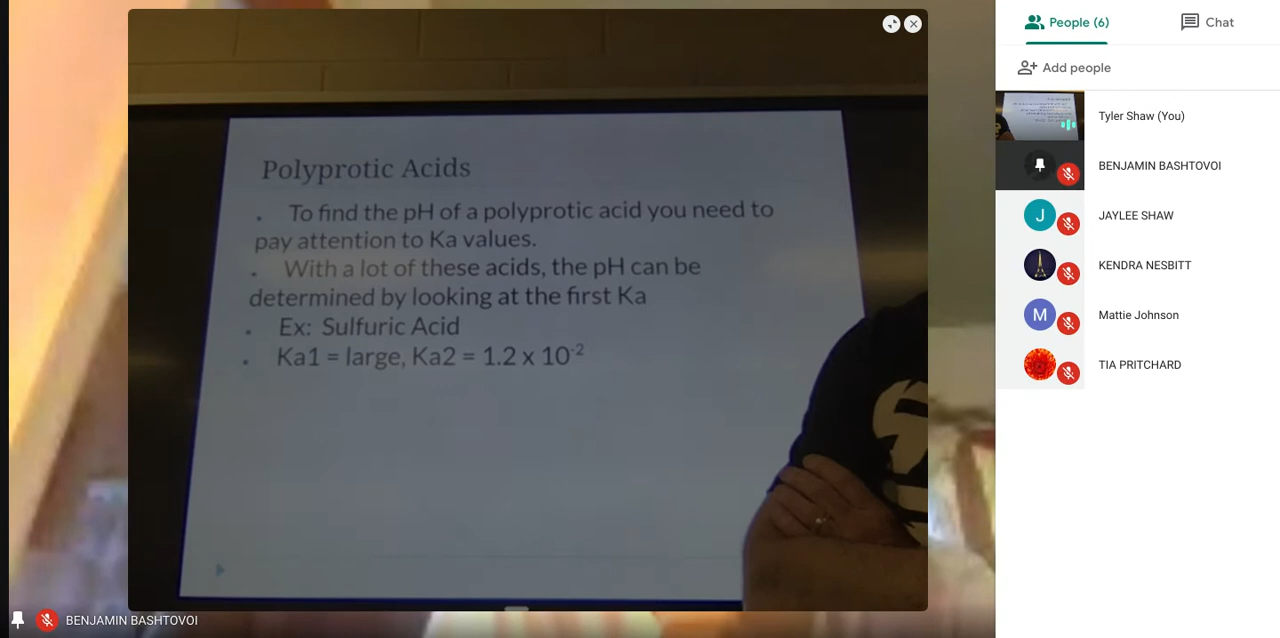 Polyprotic Acids
. To find the pH of a polyprotic acid you need to
pay attention to Ka values.
. With a lot of these acids, the pH can be
determined by looking at the first Ka
. Ex: Sulfuric Acid
. Ka1 = large, Ka2 = 1.2 x 10⁻²
BENJAMIN BASHTOVOI
People (6)
Chat
Add people
Tyler Shaw (You)
BENJAMIN BASHTOVOI
J
JAYLEE SHAW
KENDRA NESBITT
M
Mattie Johnson
TIA PRITCHARD